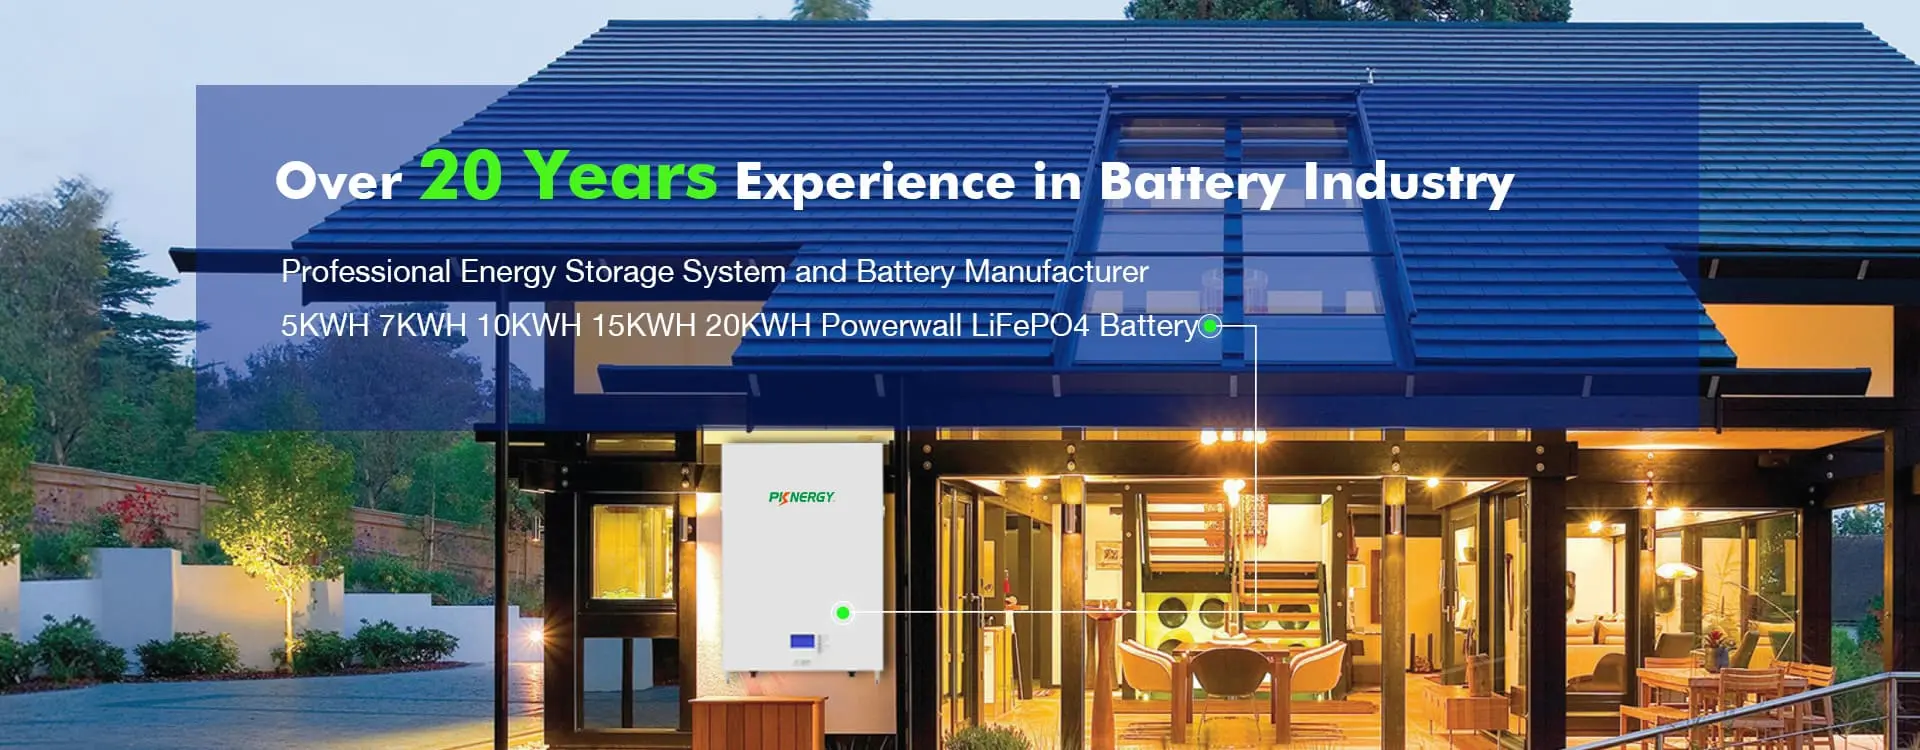 Over 20 Years Experience in Battery Industry
Professional Energy Storage System and Battery Manufacturer
5KWH 7KWH 10KWH 15KWH 20KWH Powerwall LiFePO4 Battery
PKNERGY